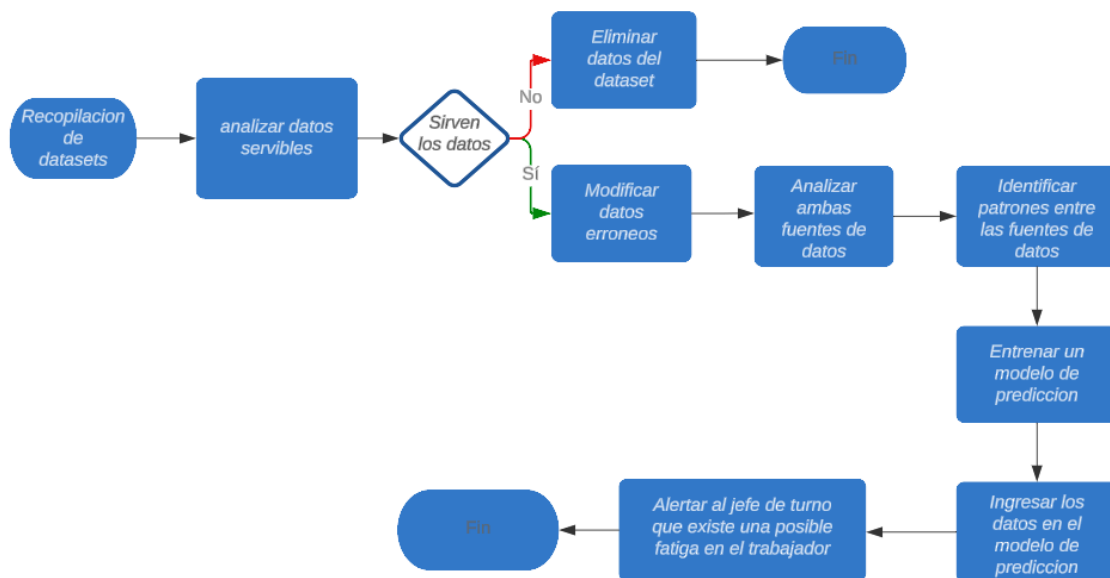 Recopilacion
de
datasets
analizar datos
servibles
Sirven
los datos
No
Sí
Eliminar
datos del
dataset
Fin
Modificar
datos
erroneos
Analizar
ambas
fuentes de
datos
Identificar
patrones entre
las fuentes de
datos
Entrenar un
modelo de
prediccion
Ingresar los
datos en el
modelo de
prediccion
Alertar al jefe de turno
que existe una posible
fatiga en el trabajador
Fin